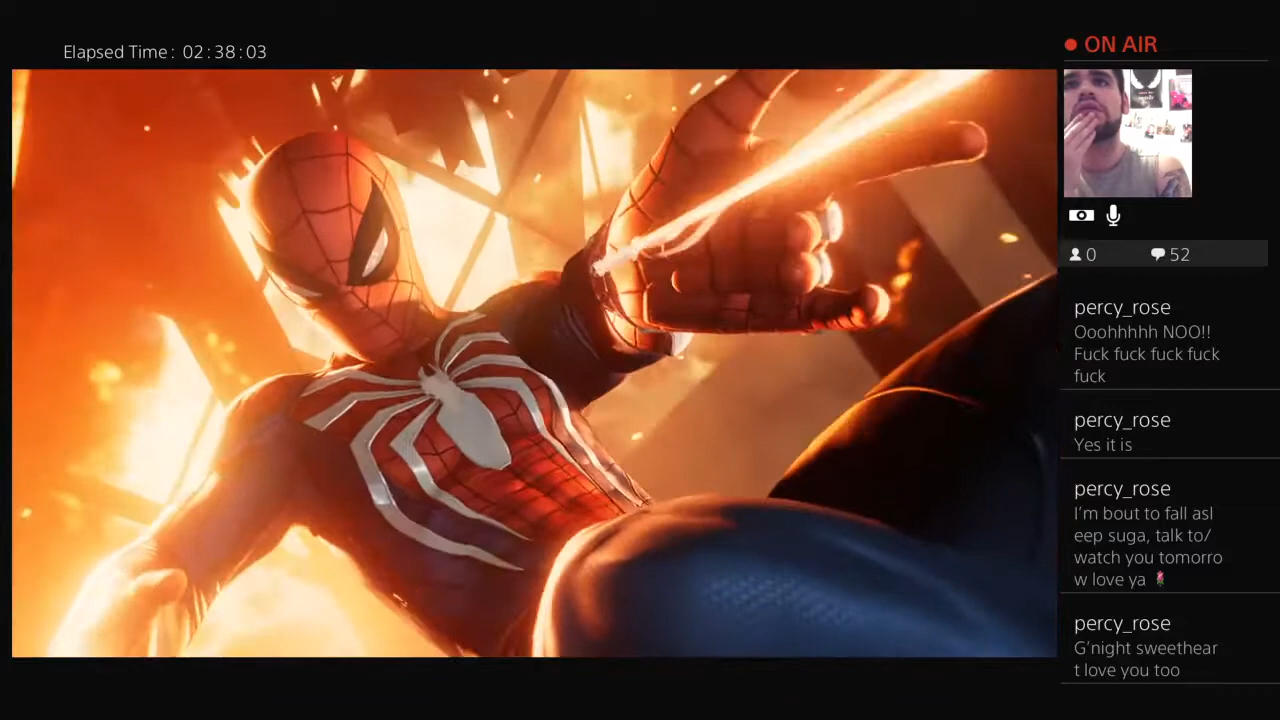 Elapsed Time: 02:38:03
ON AIR
0
52
percy_rose
Ooohhhhh NOO!!
Fuck fuck fuck fuck
fuck
percy_rose
Yes it is
percy_rose
I'm bout to fall asl
eep suga, talk to/
watch you tomorro
w love ya 🌹
percy_rose
G'night sweethear
t love you too